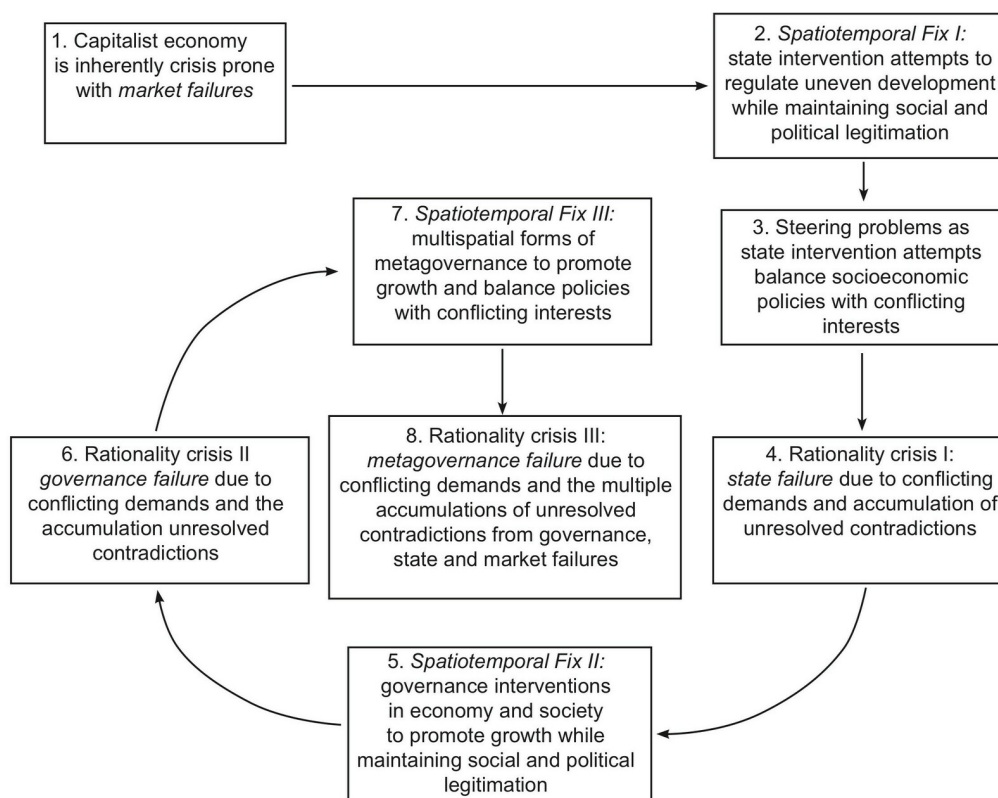 1. Capitalist economy
is inherently crisis prone
with market failures
2. Spatiotemporal Fix I:
state intervention attempts to
regulate uneven development
while maintaining social and
political legitimation
3. Steering problems as
state intervention attempts
balance socioeconomic
policies with conflicting
interests
4. Rationality crisis I:
state failure due to conflicting
demands and accumulation of
unresolved contradictions
5. Spatiotemporal Fix II:
governance interventions
in economy and society
to promote growth while
maintaining social and political
legitimation
6. Rationality crisis II
governance failure due to
conflicting demands and the
accumulation unresolved
contradictions
7. Spatiotemporal Fix III:
multispatial forms of
metagovernance to promote
growth and balance policies
with conflicting interests
8. Rationality crisis III:
metagovernance failure due to
conflicting demands and the multiple
accumulations of unresolved
contradictions from governance,
state and market failures